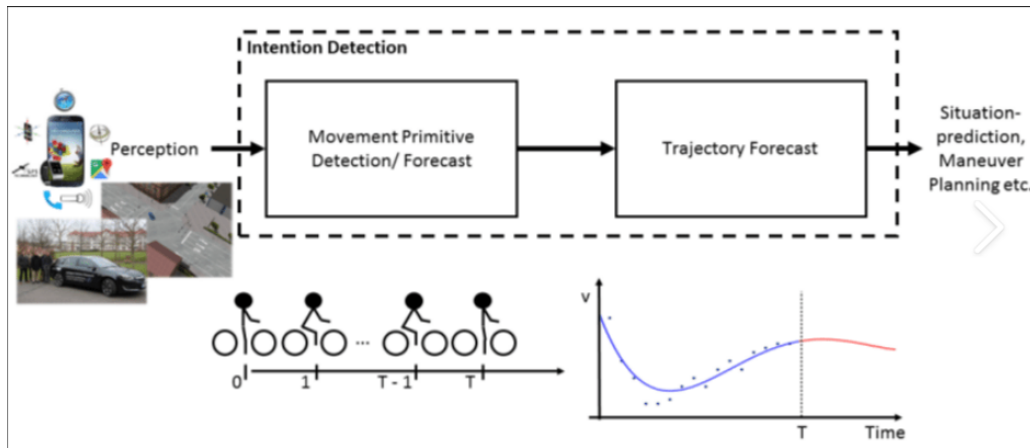 Intention Detection
Perception
Movement Primitive
Detection/ Forecast
Trajectory Forecast
Situation-
prediction,
Maneuver
Planning etc.
0
1
...
T - 1
T
v
T
Time